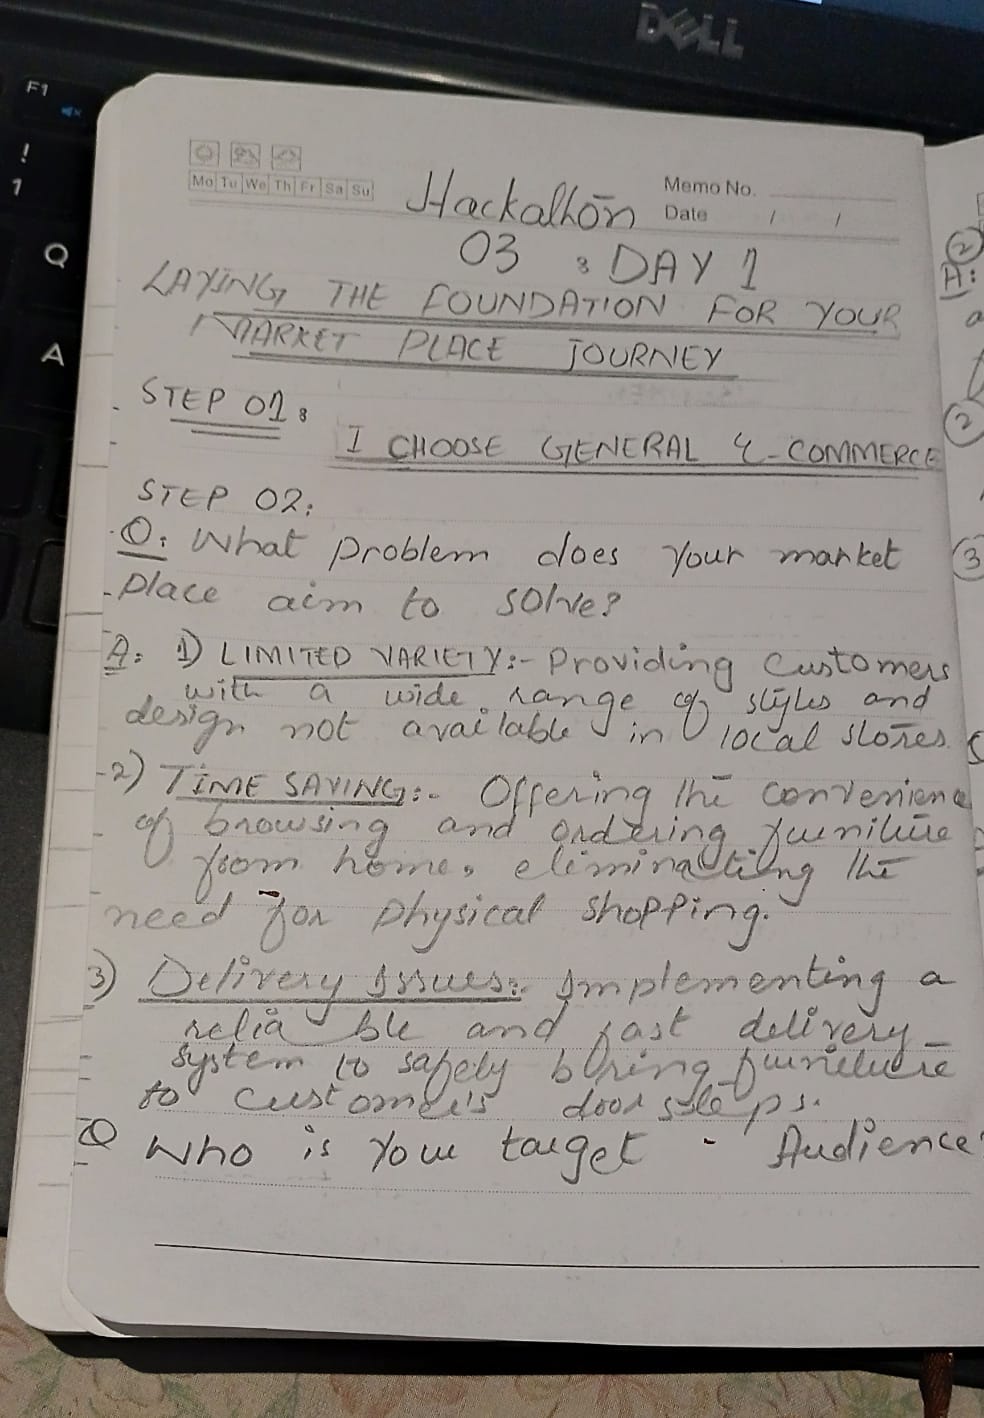 DELL
F1
!
1
Q
A
Mo Tu We Th Fr Sa Su
Memo No.
Date / /
Hackathon
03 : DAY 1
LAYING THE FOUNDATION FOR YOUR
MARKET PLACE JOURNEY
STEP 01:
I CHOOSE GENERAL E-COMMERCE
STEP 02:
Q: What problem does your market
place aim to solve?
A: 1) LIMITED VARIETY:- Providing customers
with a wide range of styles and
design not available in local stores.
2) TIME SAVING:- Offering the convenienc
of browsing and ordering furniture
from home, eliminating the
need for physical shopping.
3) Delivery Issues:- Implementing a
relia ble and fast delivery
system to safely bring furniture
to customer's door steps.
Q Who is your target - Audience
2
A:
a
2
3